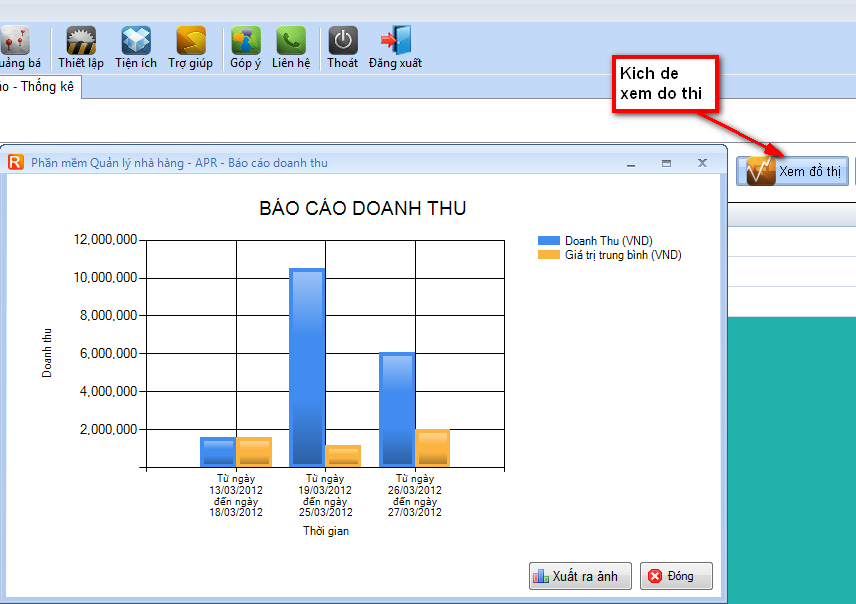 Thiết lập
Tiện ích
Trợ giúp
Góp ý
Liên hệ
Thoát
Đăng xuất
- Thống kê
Kich de
xem do thi
R Phần mềm Quản lý nhà hàng - APR - Báo cáo doanh thu
Xem đồ thị
BÁO CÁO DOANH THU
12,000,000
10,000,000
8,000,000
6,000,000
4,000,000
2,000,000
Doanh thu
Doanh Thu (VND)
Giá trị trung bình (VND)
Từ ngày
13/03/2012
đến ngày
18/03/2012
Từ ngày
19/03/2012
đến ngày
25/03/2012
Từ ngày
26/03/2012
đến ngày
27/03/2012
Thời gian
Xuất ra ảnh
Đóng